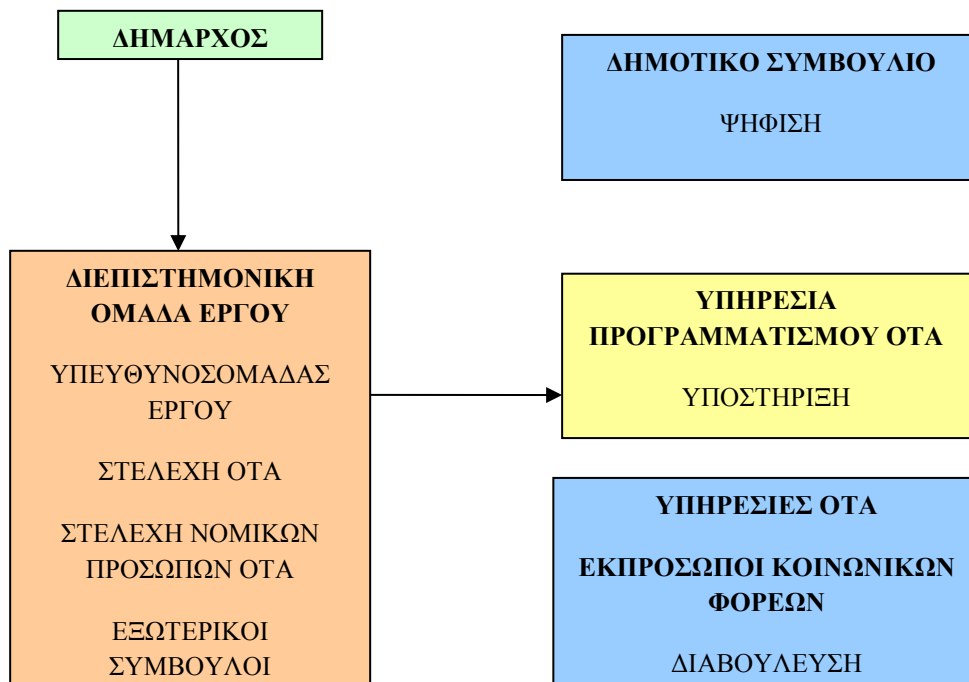 ΔΗΜΑΡΧΟΣ
ΔΗΜΟΤΙΚΟ ΣΥΜΒΟΥΛΙΟ
ΨΗΦΙΣΗ
ΔΙΕΠΙΣΤΗΜΟΝΙΚΗ
ΟΜΑΔΑ ΕΡΓΟΥ
ΥΠΕΥΘΥΝΟΣΟΜΑΔΑΣ
ΕΡΓΟΥ
ΣΤΕΛΕΧΗ ΟΤΑ
ΣΤΕΛΕΧΗ ΝΟΜΙΚΩΝ
ΠΡΟΣΩΠΩΝ ΟΤΑ
ΕΞΩΤΕΡΙΚΟΙ
ΣΥΜΒΟΥΛΟΙ
ΥΠΗΡΕΣΙΑ
ΠΡΟΓΡΑΜΜΑΤΙΣΜΟΥ ΟΤΑ
ΥΠΟΣΤΗΡΙΞΗ
ΥΠΗΡΕΣΙΕΣ ΟΤΑ
ΕΚΠΡΟΣΩΠΟΙ ΚΟΙΝΩΝΙΚΩΝ
ΦΟΡΕΩΝ
ΔΙΑΒΟΥΛΕΥΣΗ